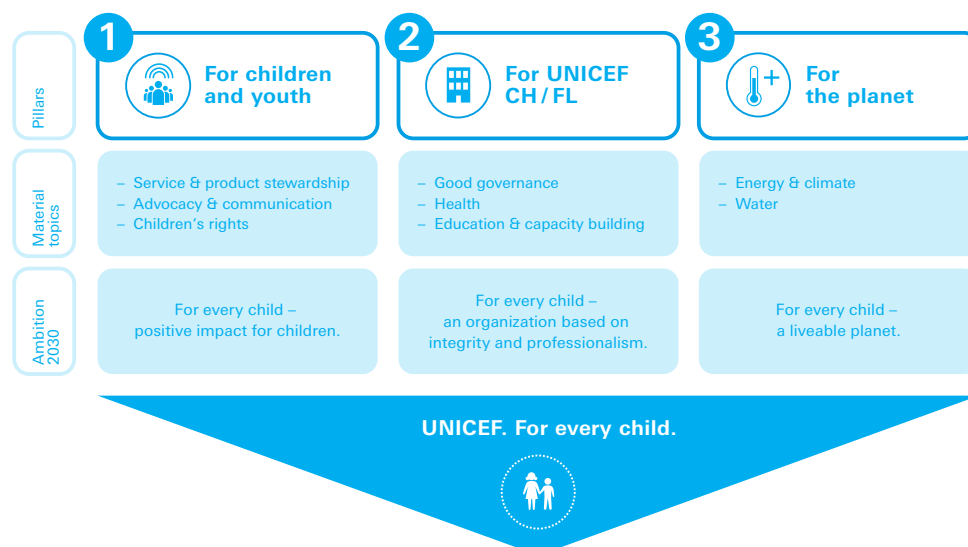 Pillars
1
For children
and youth
2
For UNICEF
CH / FL
3
For
the planet
Material
topics
– Service & product stewardship
– Advocacy & communication
– Children’s rights
– Good governance
– Health
– Education & capacity building
– Energy & climate
– Water
Ambition
2030
For every child –
positive impact for children.
For every child –
an organization based on
integrity and professionalism.
For every child –
a liveable planet.
UNICEF. For every child.